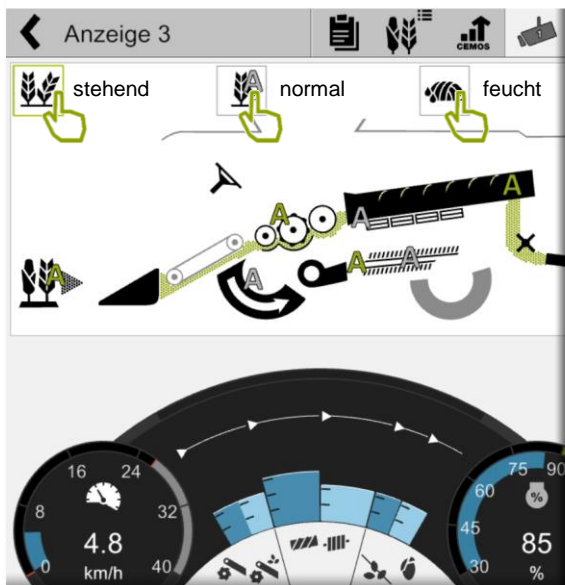 Anzeige 3
CEMOS
1
stehend
A
normal
feucht
A
A
A
A
A
A
A
16
24
8
32
0
40
4.8
km/h
75
90
60
%
45
30
85
%